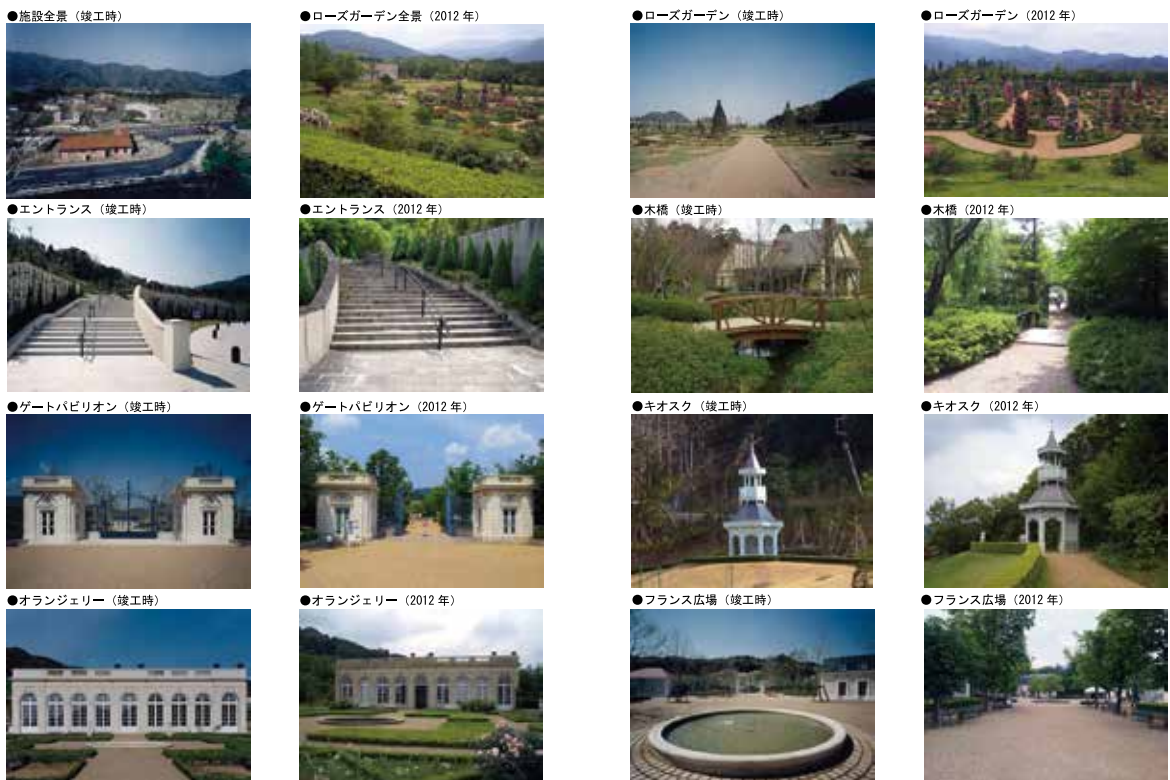 ●施設全景（竣工時）
●ローズガーデン全景（2012 年）
●ローズガーデン（竣工時）
●ローズガーデン（2012 年）
●エントランス（竣工時）
●エントランス（2012 年）
●木橋（竣工時）
●木橋（2012 年）
●ゲートパビリオン（竣工時）
●ゲートパビリオン（2012 年）
●キオスク（竣工時）
●キオスク（2012 年）
●オランジェリー（竣工時）
●オランジェリー（2012 年）
●フランス広場（竣工時）
●フランス広場（2012 年）